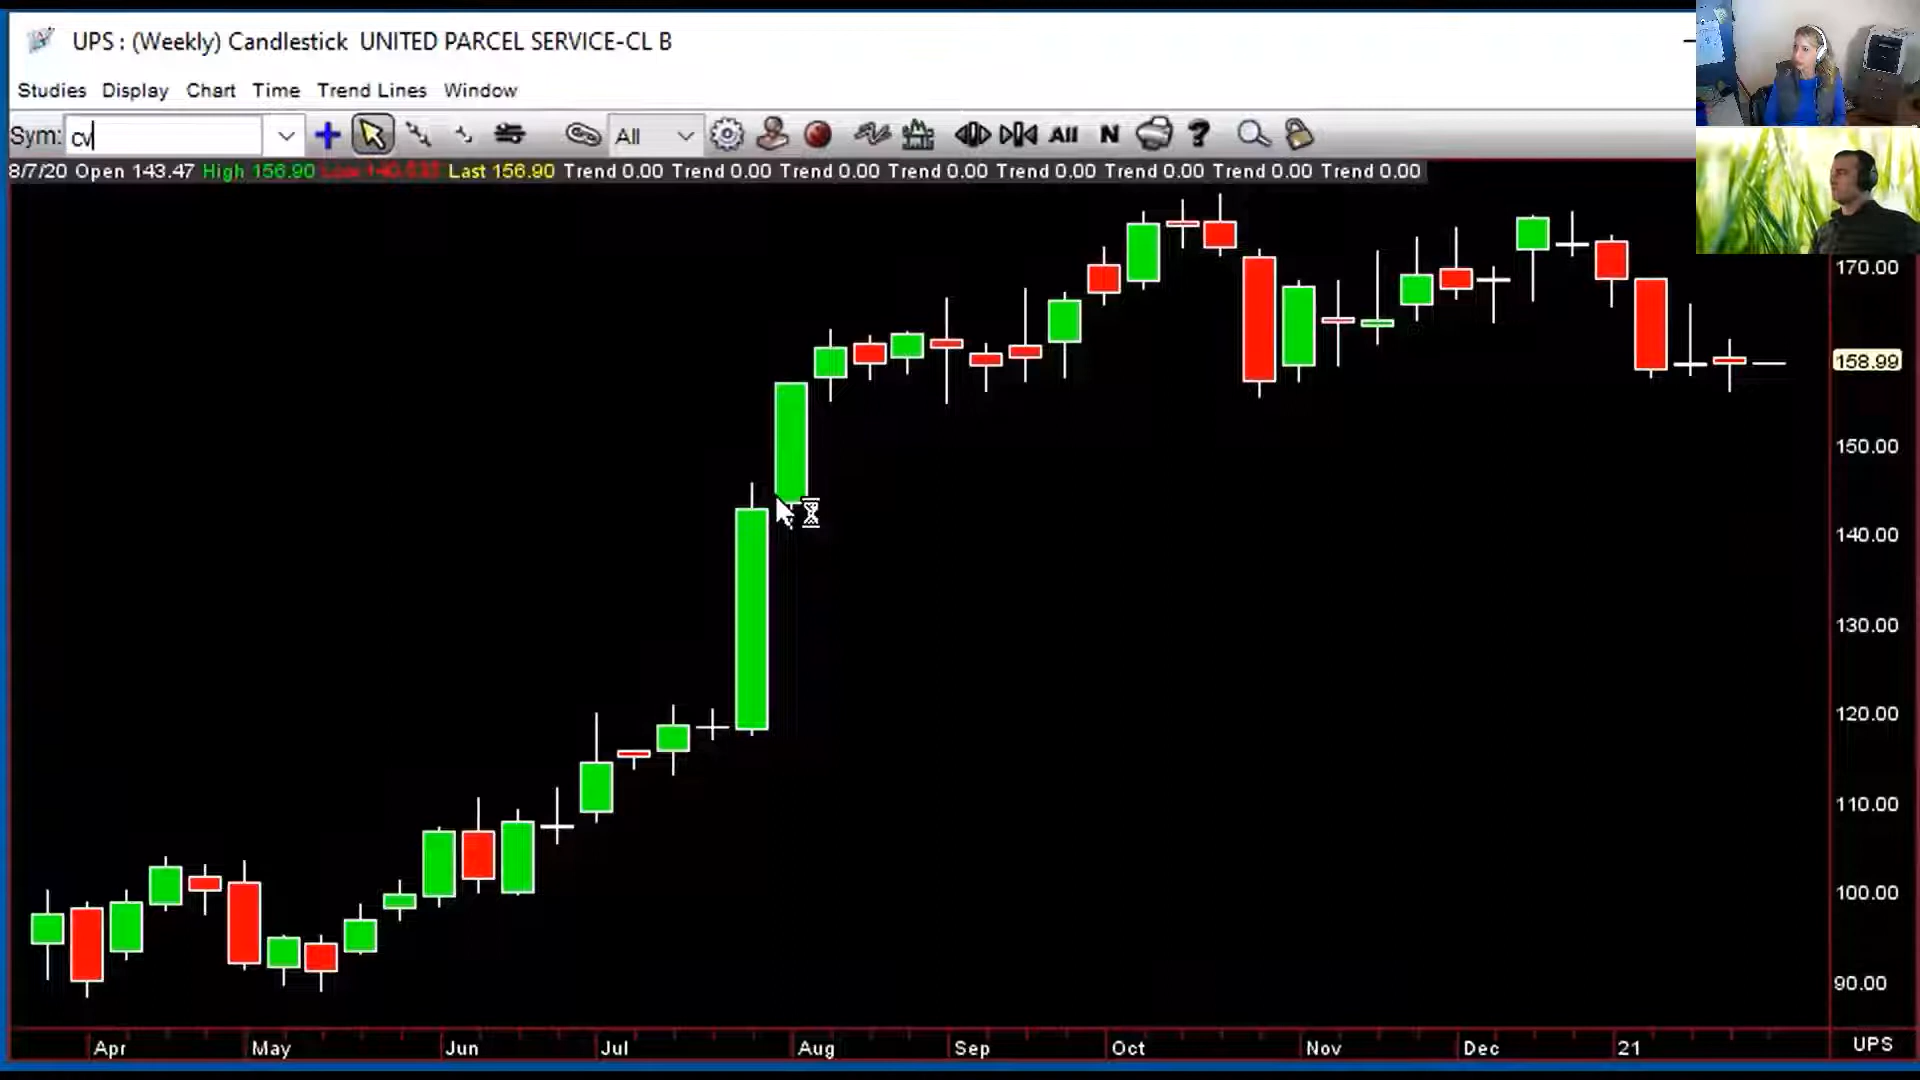 UPS : (Weekly) Candlestick UNITED PARCEL SERVICE-CL B
Studies Display Chart Time Trend Lines Window
Sym: cv All All N ?
8/7/20 Open 143.47 High 156.90 Last 156.90 Trend 0.00 Trend 0.00 Trend 0.00 Trend 0.00 Trend 0.00 Trend 0.00 Trend 0.00 Trend 0.00
170.00
158.99
150.00
140.00
130.00
120.00
110.00
100.00
90.00
Apr May Jun Jul Aug Sep Oct Nov Dec 21 UPS